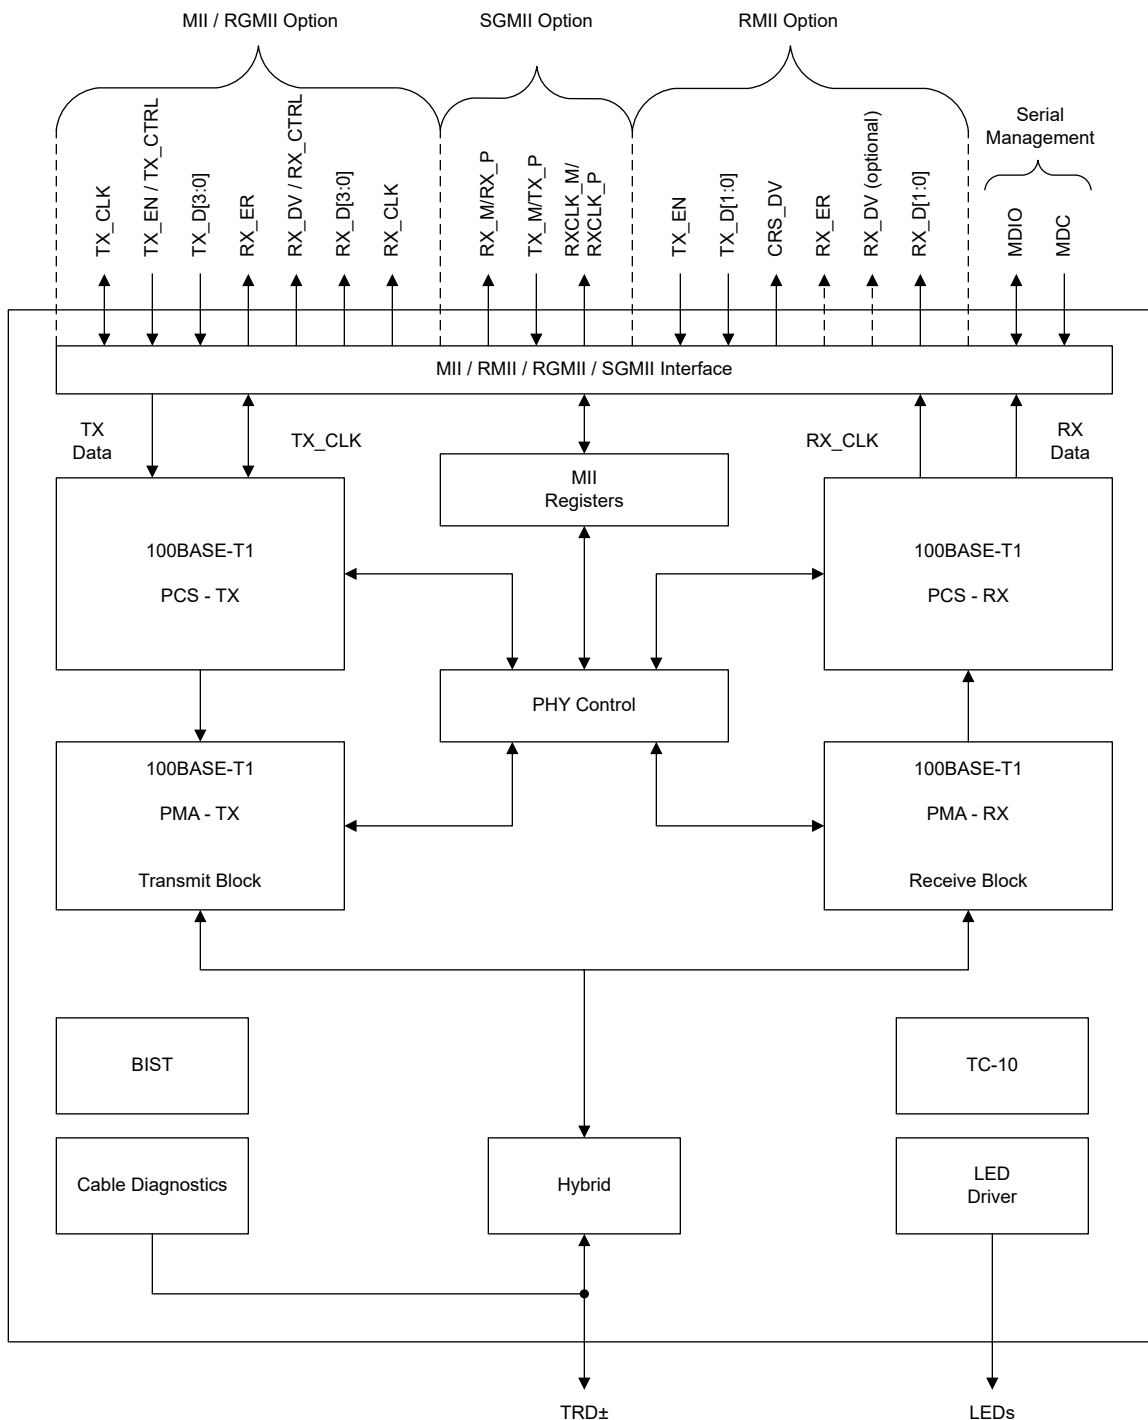 MII / RGMII Option
SGMII Option
RMII Option
Serial
Management
TX_CLK
TX_EN / TX_CTRL
TX_D[3:0]
RX_ER
RX_DV / RX_CTRL
RX_D[3:0]
RX_CLK
RX_M/RX_P
TX_M/TX_P
RXCLK_M/
RXCLK_P
TX_EN
TX_D[1:0]
CRS_DV
RX_ER
RX_DV (optional)
RX_D[1:0]
MDIO
MDC
MII / RMII / RGMII / SGMII Interface
TX
Data
TX_CLK
RX_CLK
RX
Data
MII
Registers
100BASE-T1
PCS - TX
100BASE-T1
PCS - RX
PHY Control
100BASE-T1
PMA - TX
Transmit Block
100BASE-T1
PMA - RX
Receive Block
BIST
TC-10
Cable Diagnostics
Hybrid
LED
Driver
TRD±
LEDs